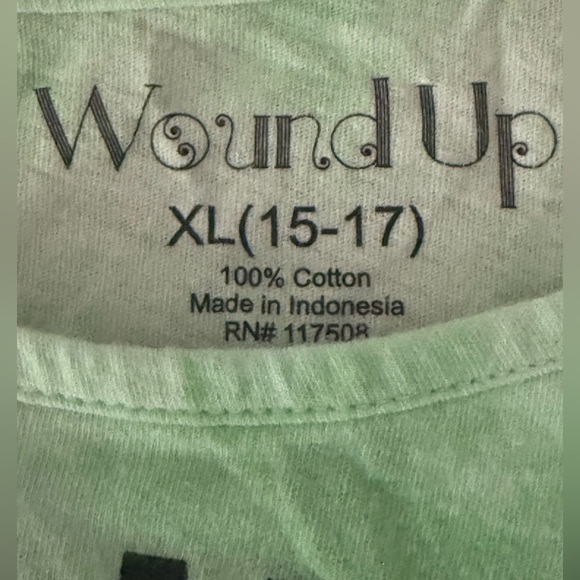 Wound Up
XL(15-17)
100% Cotton
Made in Indonesia
RN# 117508